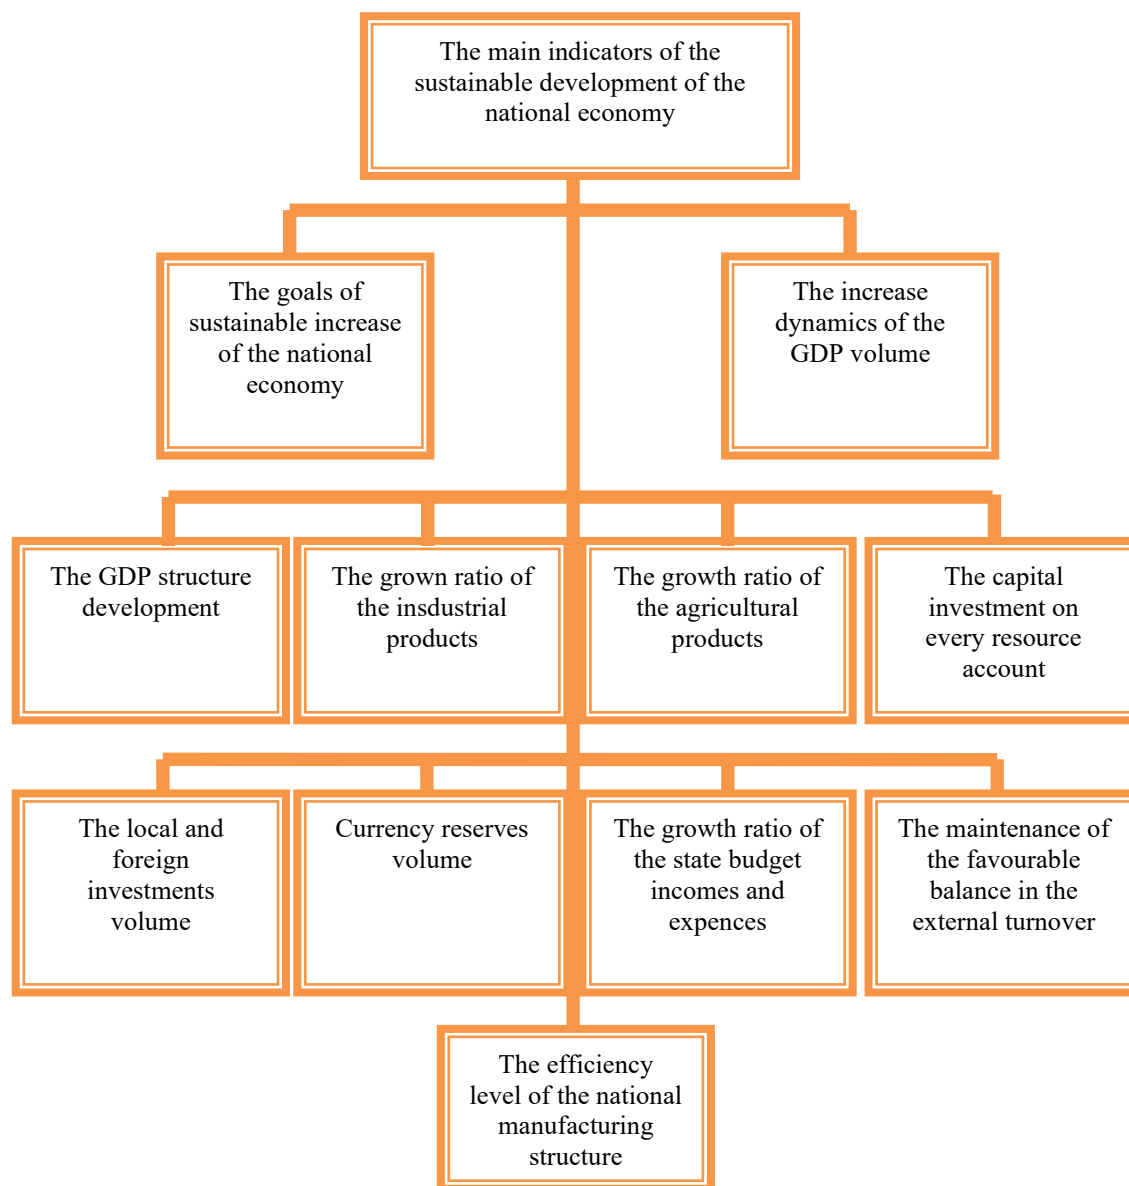 The main indicators of the
sustainable development of the
national economy
The goals of
sustainable increase
of the national
economy
The increase
dynamics of the
GDP volume
The GDP structure
development
The grown ratio of
the insdustrial
products
The growth ratio of
the agricultural
products
The capital
investment on
every resource
account
The local and
foreign
investments
volume
Currency reserves
volume
The growth ratio of
the state budget
incomes and
expences
The maintenance of
the favourable
balance in the
external turnover
The efficiency
level of the national
manufacturing
structure